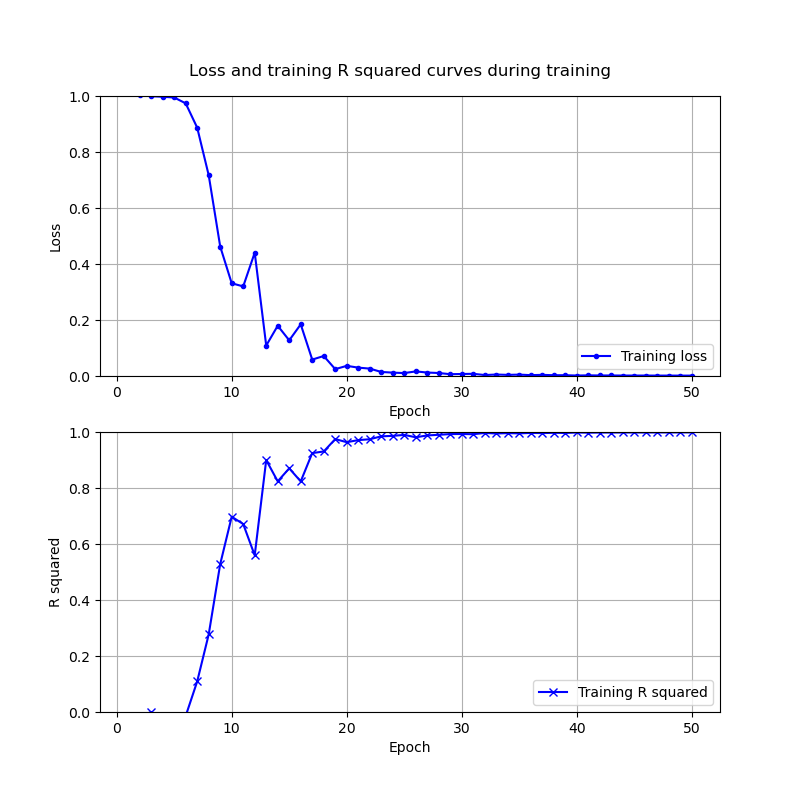 Loss and training R squared curves during training
1.0
0.8
0.6
0.4
0.2
0.0
Loss
Training loss
0 10 20 30 40 50
Epoch
1.0
0.8
0.6
0.4
0.2
0.0
R squared
Training R squared
0 10 20 30 40 50
Epoch